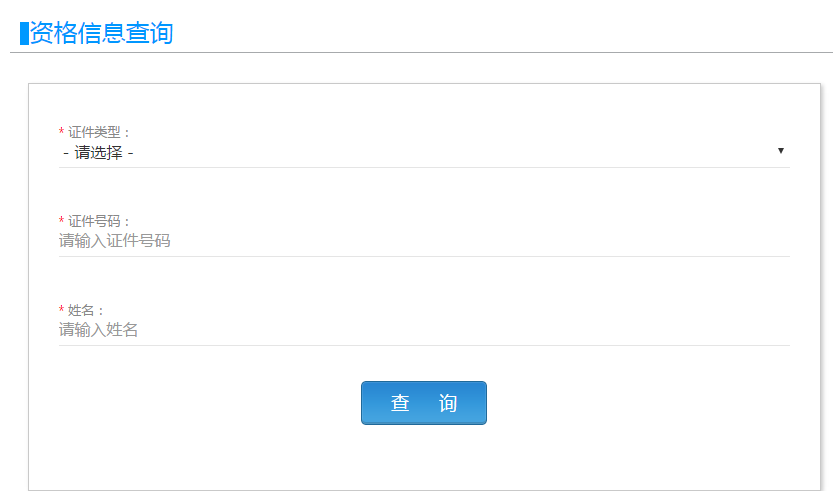 资格信息查询
* 证件类型：
- 请选择 -
* 证件号码：
请输入证件号码
* 姓名：
请输入姓名
查 询